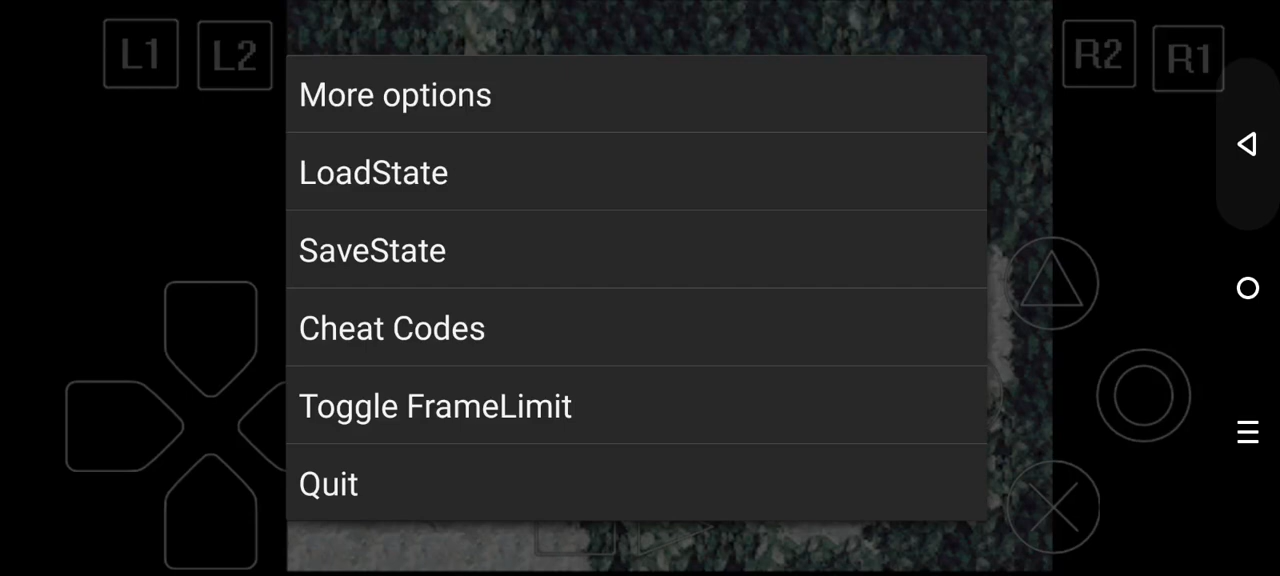 L1 L2 R2 R1
More options
LoadState
SaveState
Cheat Codes
Toggle FrameLimit
Quit